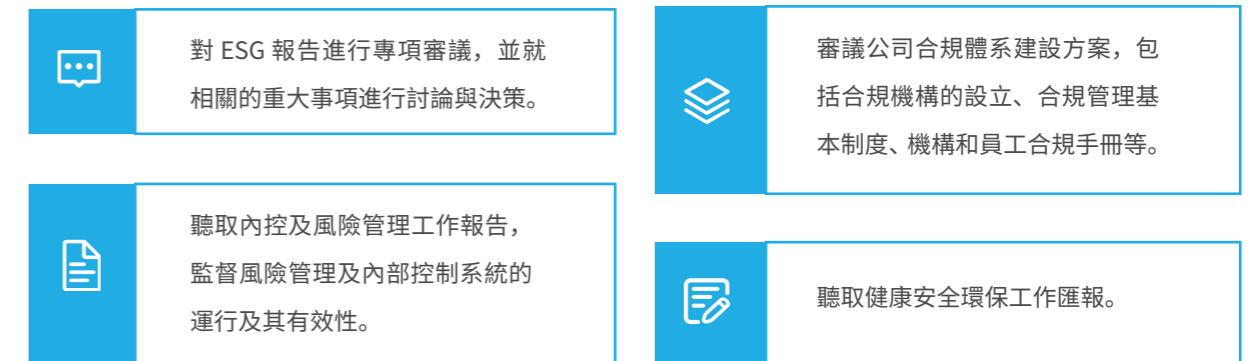 對 ESG 報告進行專項審議，並就
相關的重大事項進行討論與決策。
聽取內控及風險管理工作報告，
監督風險管理及內部控制系統的
運行及其有效性。
審議公司合規體系建設方案，包
括合規機構的設立、合規管理基
本制度、機構和員工合規手冊等。
聽取健康安全環保工作匯報。